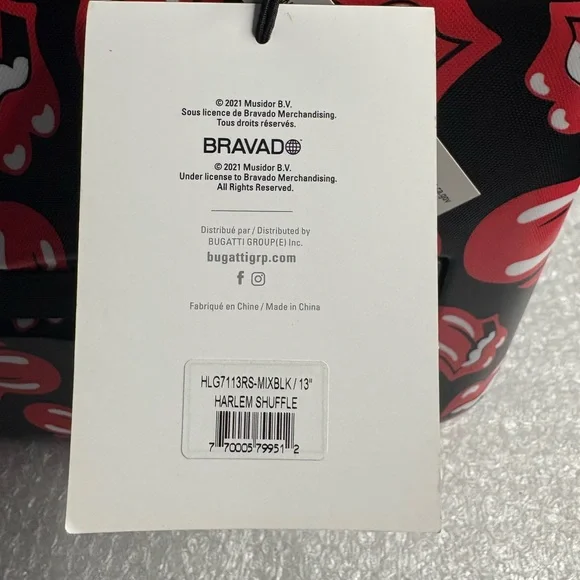 © 2021 Musidor B.V.
Sous licence de Bravado Merchandising.
Tous droits réservés.
BRAVADO
© 2021 Musidor B.V.
Under license to Bravado Merchandising.
All Rights Reserved.
Distribué par / Distributed by
BUGATTI GROUP(E) Inc.
bugattigrp.com
Fabriqué en Chine / Made in China
HLG7113RS-MIXBLK / 13"
HARLEM SHUFFLE
7 70005 79951 2